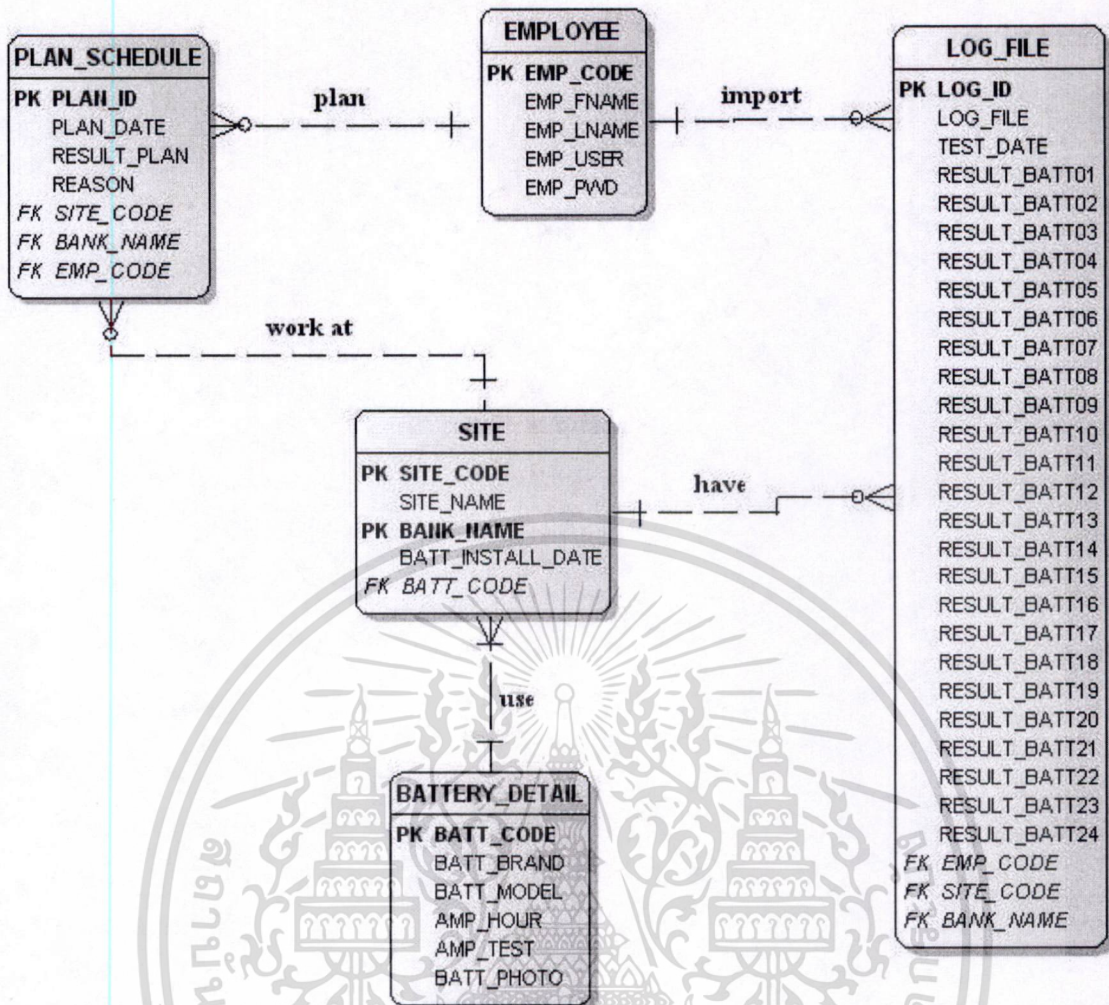 PLAN_SCHEDULE
PK PLAN_ID
PLAN_DATE
RESULT_PLAN
REASON
FK SITE_CODE
FK BANK_NAME
FK EMP_CODE
plan
EMPLOYEE
PK EMP_CODE
EMP_FNAME
EMP_LNAME
EMP_USER
EMP_PWD
import
LOG_FILE
PK LOG_ID
LOG_FILE
TEST_DATE
RESULT_BATT01
RESULT_BATT02
RESULT_BATT03
RESULT_BATT04
RESULT_BATT05
RESULT_BATT06
RESULT_BATT07
RESULT_BATT08
RESULT_BATT09
RESULT_BATT10
RESULT_BATT11
RESULT_BATT12
RESULT_BATT13
RESULT_BATT14
RESULT_BATT15
RESULT_BATT16
RESULT_BATT17
RESULT_BATT18
RESULT_BATT19
RESULT_BATT20
RESULT_BATT21
RESULT_BATT22
RESULT_BATT23
RESULT_BATT24
FK EMP_CODE
FK SITE_CODE
FK BANK_NAME
work at
SITE
PK SITE_CODE
SITE_NAME
PK BANK_NAME
BATT_INSTALL_DATE
FK BATT_CODE
have
use
BATTERY_DETAIL
PK BATT_CODE
BATT_BRAND
BATT_MODEL
AMP_HOUR
AMP_TEST
BATT_PHOTO